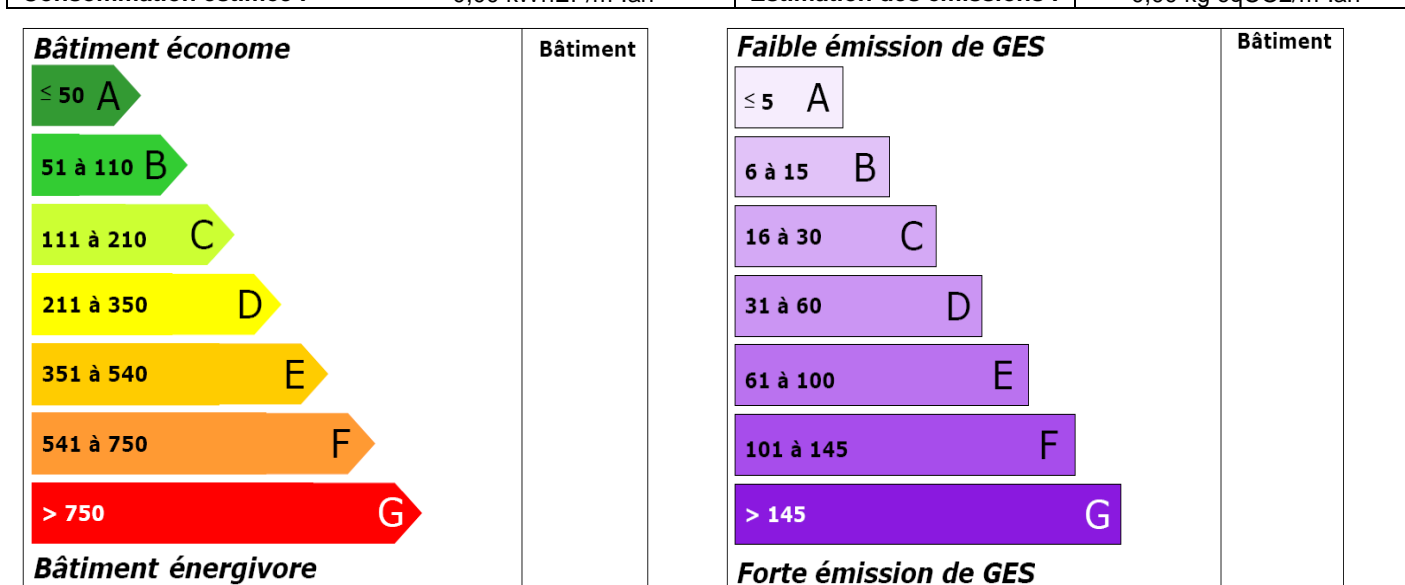 Bâtiment économe
Bâtiment
≤ 50 A
51 à 110 B
111 à 210 C
211 à 350 D
351 à 540 E
541 à 750 F
> 750 G
Bâtiment énergivore
Faible émission de GES
Bâtiment
≤ 5 A
6 à 15 B
16 à 30 C
31 à 60 D
61 à 100 E
101 à 145 F
> 145 G
Forte émission de GES